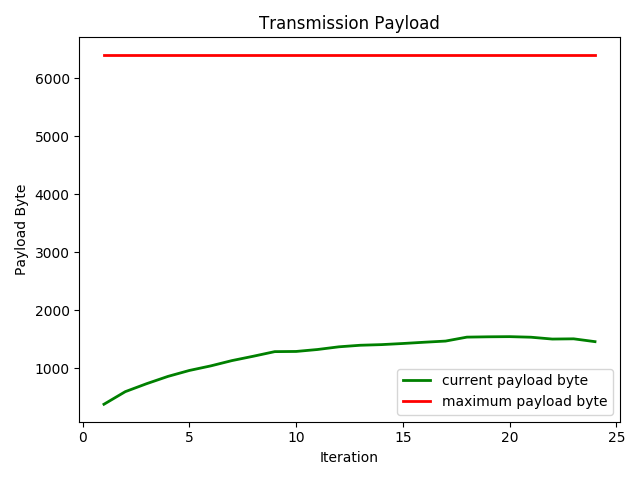 Transmission Payload
Payload Byte
6000
5000
4000
3000
2000
1000
0
5
10
15
20
25
Iteration
current payload byte
maximum payload byte